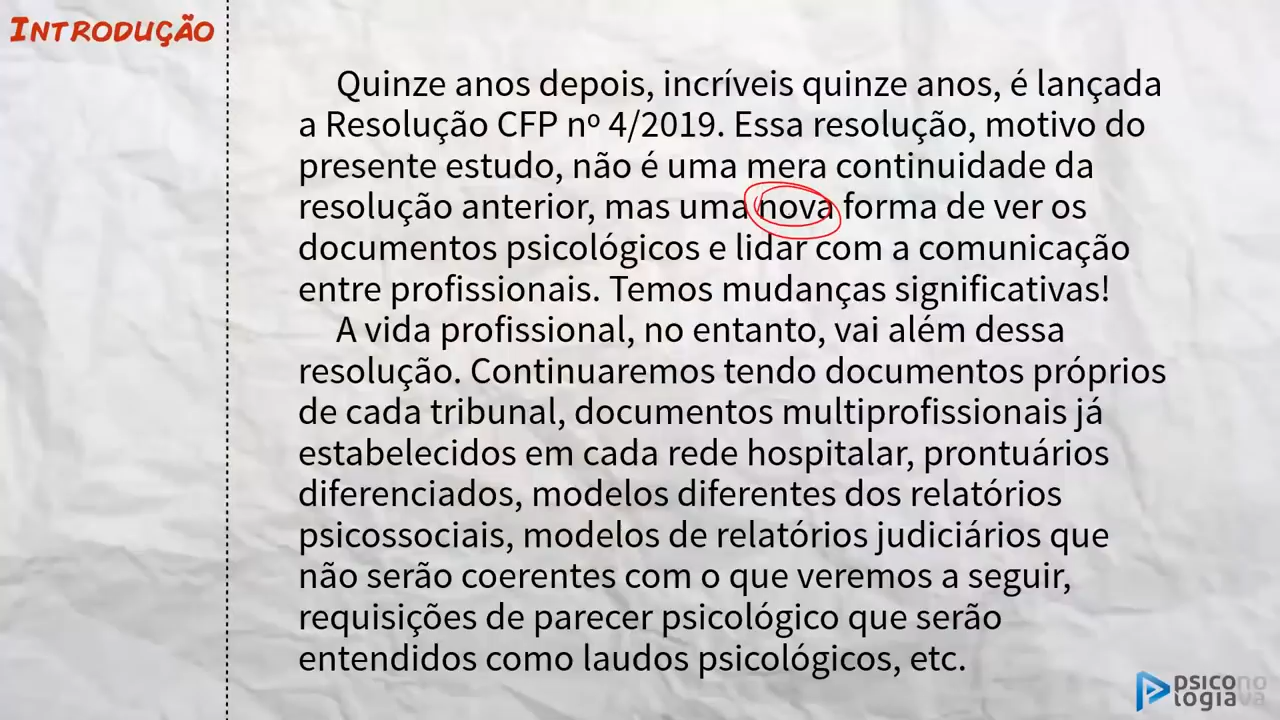 INTRODUÇÃO
Quinze anos depois, incríveis quinze anos, é lançada
a Resolução CFP nº 4/2019. Essa resolução, motivo do
presente estudo, não é uma mera continuidade da
resolução anterior, mas uma nova forma de ver os
documentos psicológicos e lidar com a comunicação
entre profissionais. Temos mudanças significativas!
A vida profissional, no entanto, vai além dessa
resolução. Continuaremos tendo documentos próprios
de cada tribunal, documentos multiprofissionais já
estabelecidos em cada rede hospitalar, prontuários
diferenciados, modelos diferentes dos relatórios
psicossociais, modelos de relatórios judiciários que
não serão coerentes com o que veremos a seguir,
requisições de parecer psicológico que serão
entendidos como laudos psicológicos, etc.
psicono
logiava